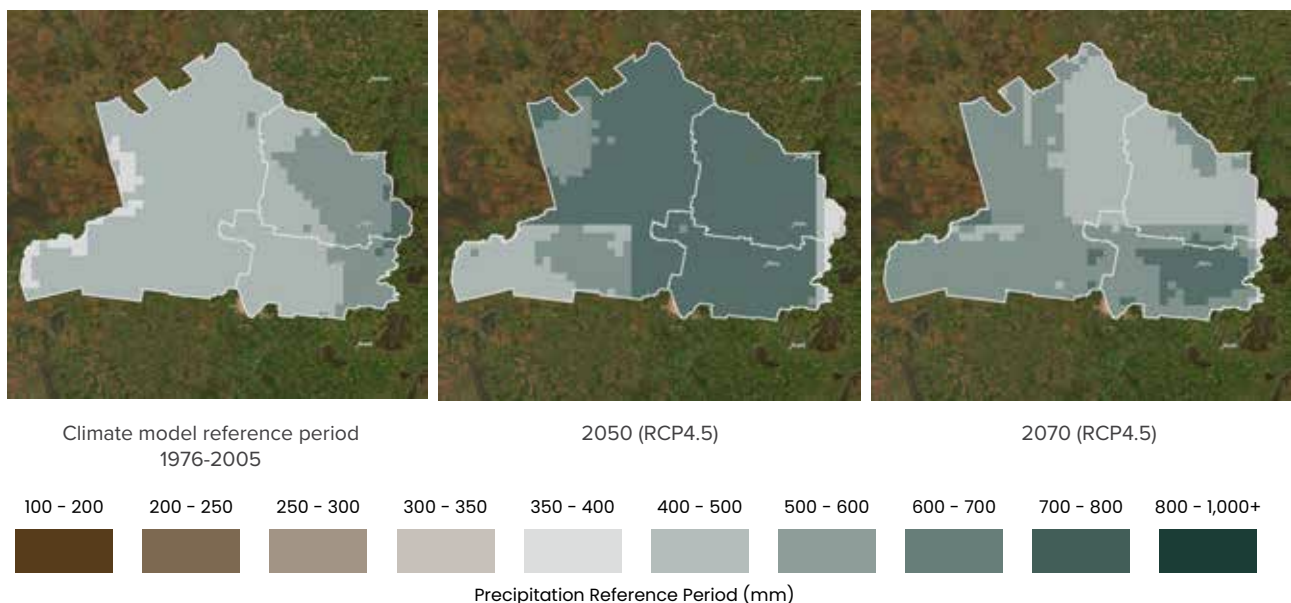 Climate model reference period
1976-2005
2050 (RCP4.5)
2070 (RCP4.5)
100 - 200 200 - 250 250 - 300 300 - 350 350 - 400 400 - 500 500 - 600 600 - 700 700 - 800 800 - 1,000+
Precipitation Reference Period (mm)